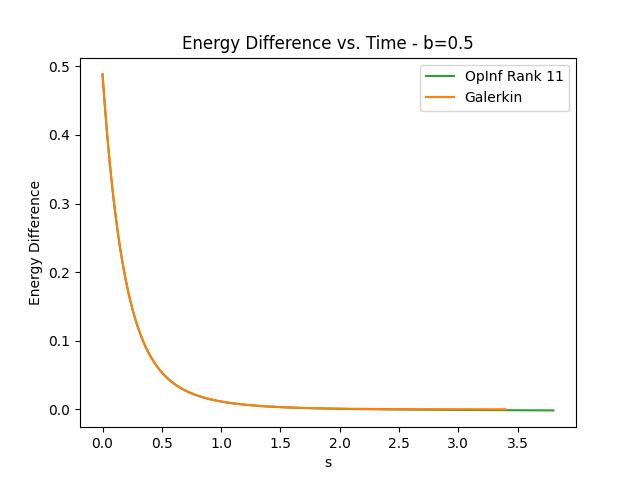 Energy Difference vs. Time - b=0.5
OpInf Rank 11
Galerkin
Energy Difference
0.5
0.4
0.3
0.2
0.1
0.0
0.0 0.5 1.0 1.5 2.0 2.5 3.0 3.5
s